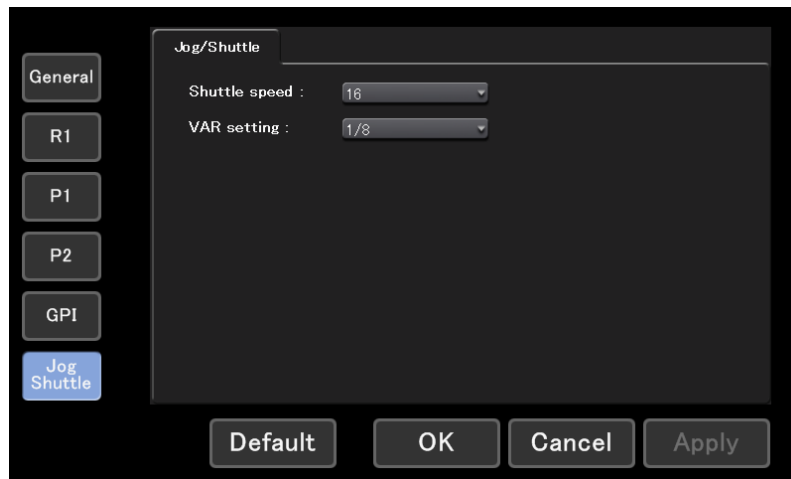 Jog/Shuttle
General
Shuttle speed : 16
R1
VAR setting : 1/8
P1
P2
GPI
Jog
Shuttle
Default OK Cancel Apply